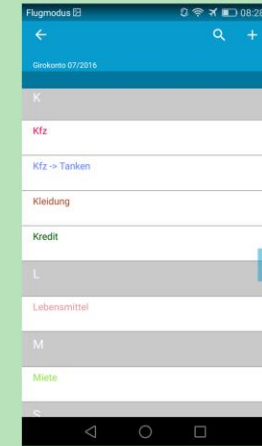 Flugmodus 08:28
Girokonto 07/2016
K
Kfz
Kfz -> Tanken
Kleidung
Kredit
L
Lebensmittel
M
Miete
S